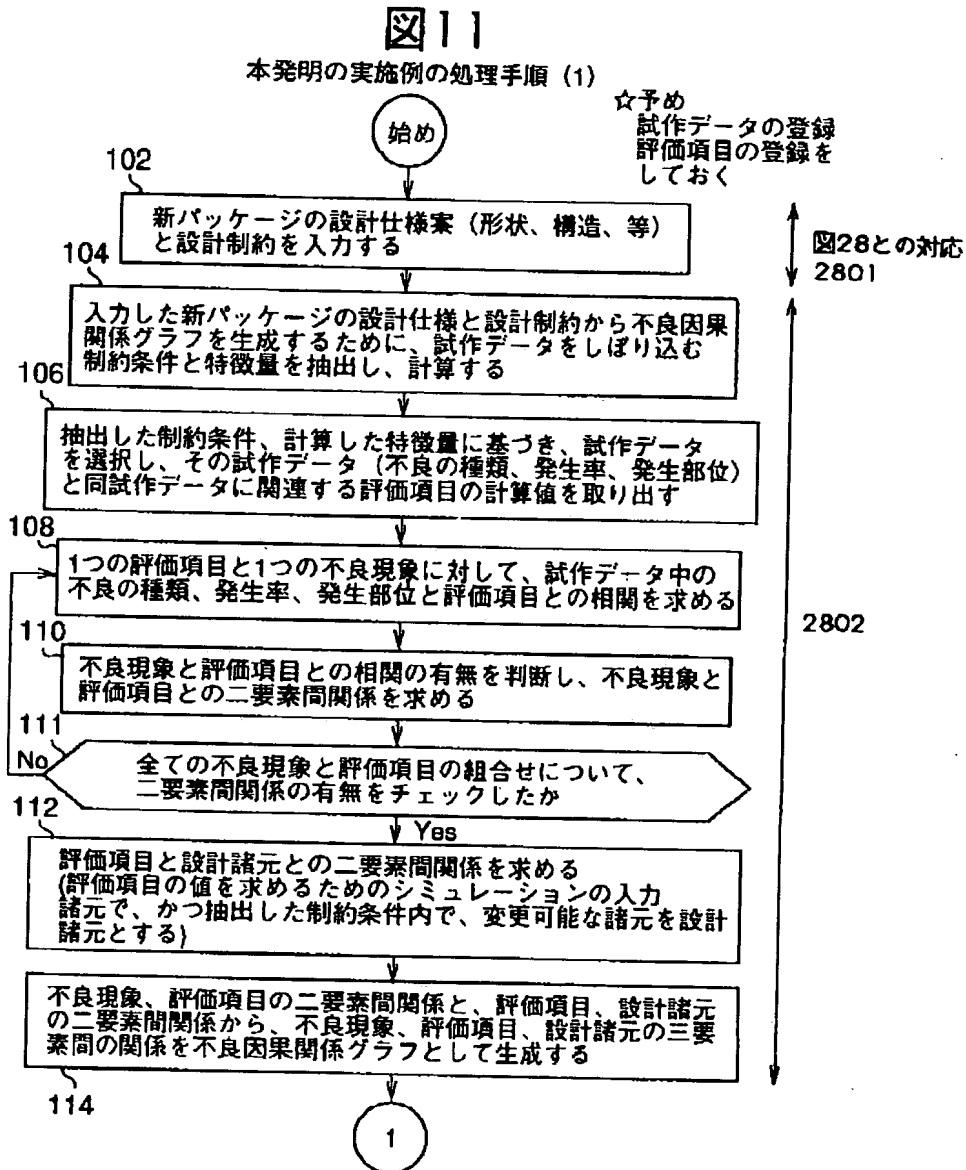 図11
本発明の実施例の処理手順 (1)
始め
☆予め
試作データの登録
評価項目の登録を
しておく
102
新パッケージの設計仕様案 (形状、構造、等)
と設計制約を入力する
図28との対応
2801
104
入力した新パッケージの設計仕様と設計制約から不良因果
関係グラフを生成するために、試作データをしぼり込む
制約条件と特徴量を抽出し、計算する
106
抽出した制約条件、計算した特徴量に基づき、試作データ
を選択し、その試作データ (不良の種類、発生率、発生部位)
と同試作データに関連する評価項目の計算値を取り出す
108
1つの評価項目と1つの不良現象に対して、試作データ中の
不良の種類、発生率、発生部位と評価項目との相関を求める
2802
110
不良現象と評価項目との相関の有無を判断し、不良現象と
評価項目との二要素間関係を求める
111
No
全ての不良現象と評価項目の組合せについて、
二要素間関係の有無をチェックしたか
Yes
112
評価項目と設計諸元との二要素間関係を求める
(評価項目の値を求めるためのシミュレーションの入力
諸元で、かつ抽出した制約条件内で、変更可能な諸元を設計
諸元とする)
不良現象、評価項目の二要素間関係と、評価項目、設計諸元
の二要素間関係から、不良現象、評価項目、設計諸元の三要
素間の関係を不良因果関係グラフとして生成する
114
1